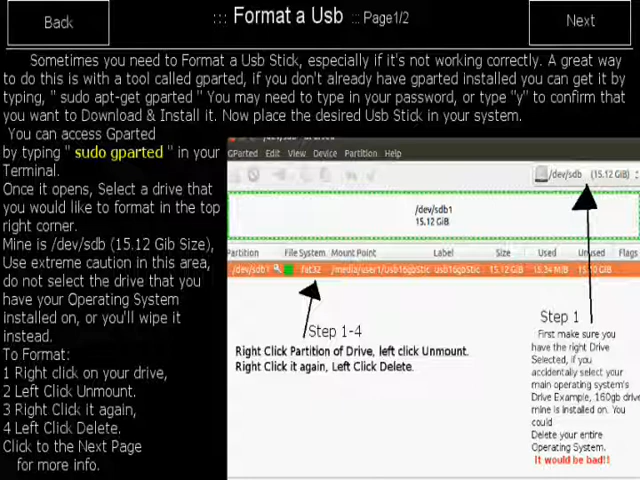 Back
::: Format a Usb ::: Page1/2
Next
Sometimes you need to Format a Usb Stick, especially if it's not working correctly. A great way
to do this is with a tool called gparted, if you don't already have gparted installed you can get it by
typing, " sudo apt-get gparted " You may need to type in your password, or type "y" to confirm that
you want to Download & Install it. Now place the desired Usb Stick in your system.
You can access Gparted
by typing " sudo gparted " in your
Terminal.
Once it opens, Select a drive that
you would like to format in the top
right corner.
Mine is /dev/sdb (15.12 Gib Size),
Use extreme caution in this area,
do not select the drive that you
have your Operating System
installed on, or you'll wipe it
instead.
To Format:
1 Right click on your drive,
2 Left Click Unmount.
3 Right Click it again,
4 Left Click Delete.
Click to the Next Page
for more info.
GParted Edit View Device Partition Help
/dev/sdb (15.12 GiB)
/dev/sdb1
15.12 GiB
Partition File System Mount Point Label Size Used Unused Flags
/dev/sdb1 fat32 /media/user1/usb16gbStic usb16gbStic 15.12 GiB 15.24 MiB
Step 1-4
Right Click Partition of Drive, left click Unmount.
Right Click it again, Left Click Delete.
Step 1
First make sure you
have the right Drive
Selected, if you
accidentally select your
main operating system's
Drive Example, 160gb drive
mine is installed on. You
could
Delete your entire
Operating System.
It would be bad!!